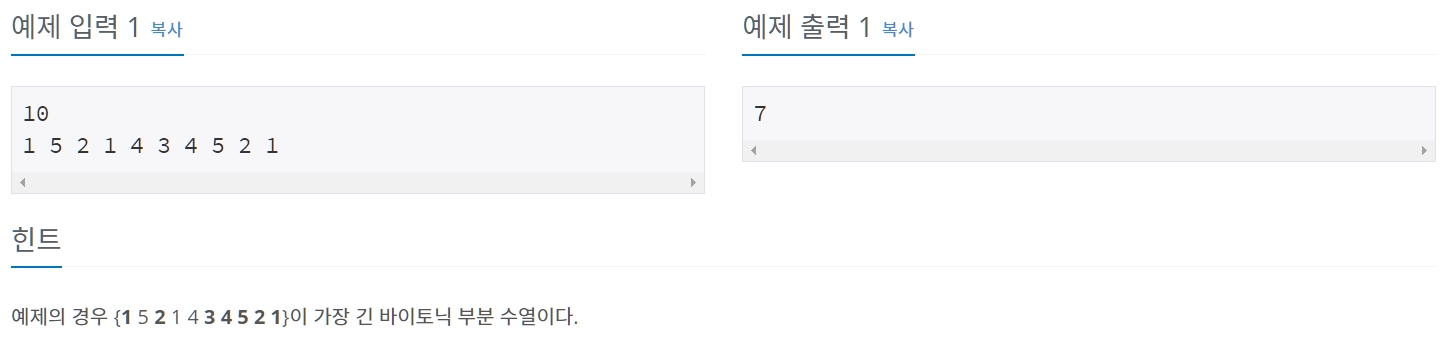 예제 입력 1 복사
10
1 5 2 1 4 3 4 5 2 1
예제 출력 1 복사
7
힌트
예제의 경우 {1 5 2 1 4 3 4 5 2 1}이 가장 긴 바이토닉 부분 수열이다.